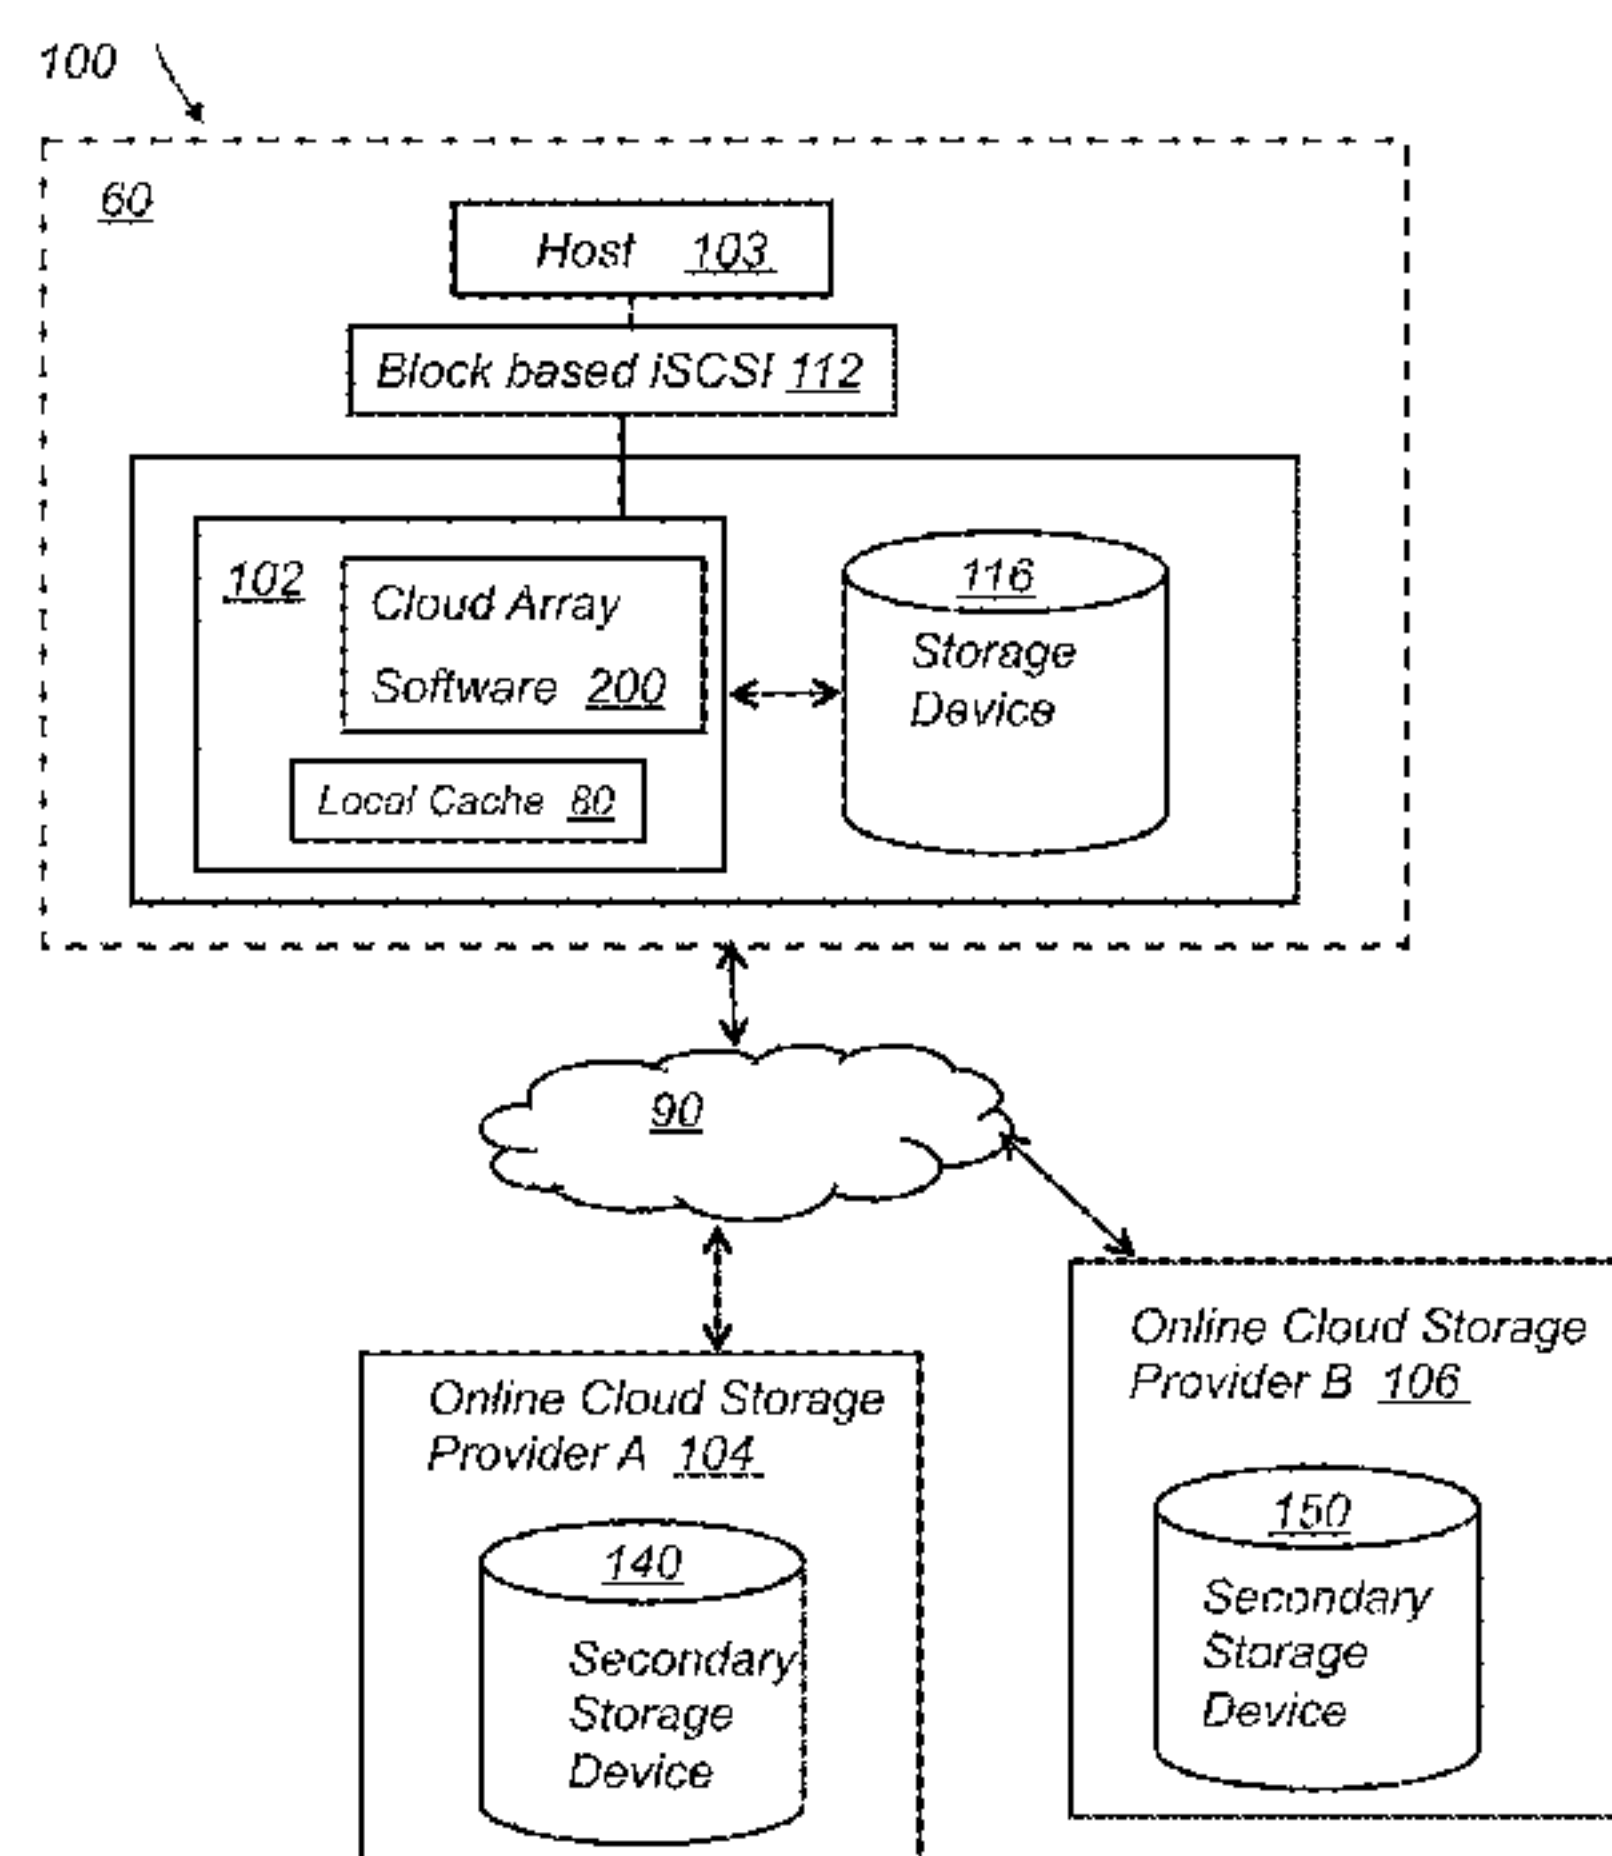 100
60
Host 103
Block based iSCSI 112
102
Cloud Array
Software 200
Local Cache 80
116
Storage
Device
90
Online Cloud Storage
Provider A 104
140
Secondary
Storage
Device
Online Cloud Storage
Provider B 106
150
Secondary
Storage
Device